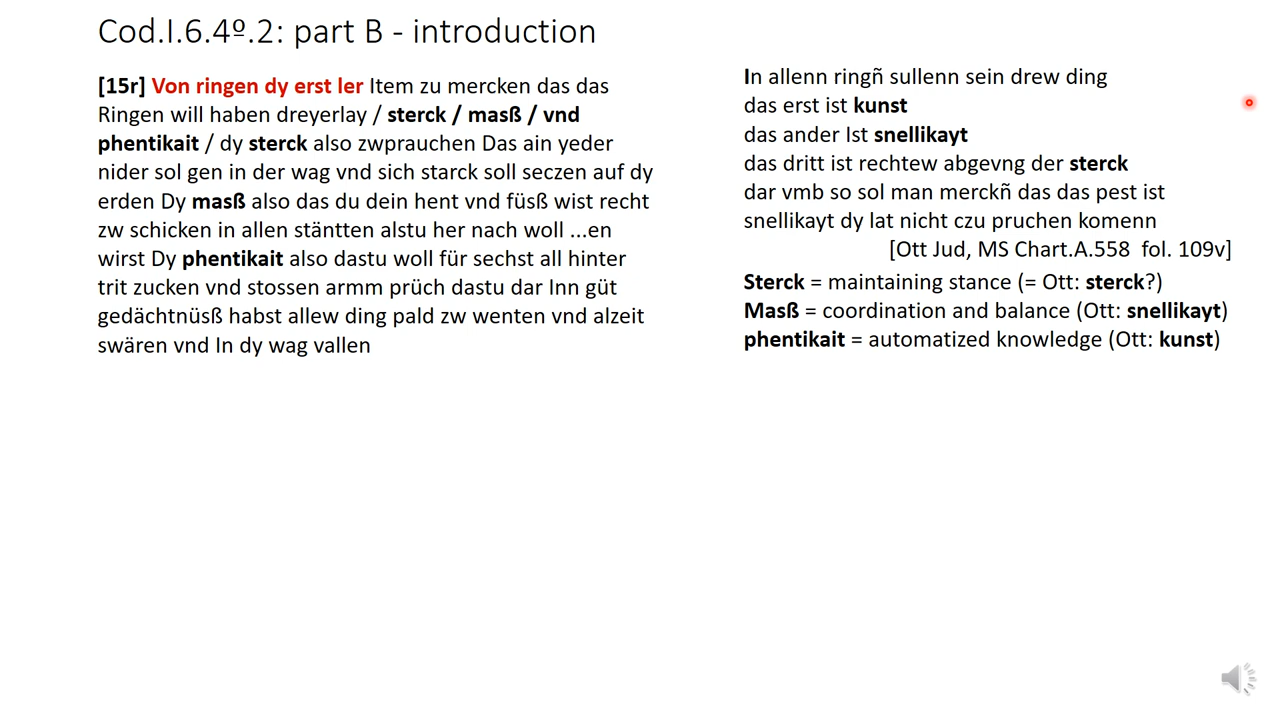 Cod.I.6.4º.2: part B - introduction
[15r] Von ringen dy erst ler Item zu mercken das das
Ringen will haben dreyerlay / sterck / masß / vnd
phentikait / dy sterck also zwprauchen Das ain yeder
nider sol gen in der wag vnd sich starck soll seczen auf dy
erden Dy masß also das du dein hent vnd füsß wist recht
zw schicken in allen stäntten alstu her nach woll ...en
wirst Dy phentikait also dastu woll für sechst all hinter
trit zucken vnd stossen armm prüch dastu dar Inn güt
gedächtnüsß habst allew ding pald zw wenten vnd alzeit
swären vnd In dy wag vallen
In allenn ringñ sullenn sein drew ding
das erst ist kunst
das ander Ist snellikayt
das dritt ist rechtew abgevng der sterck
dar vmb so sol man merckñ das das pest ist
snellikayt dy lat nicht czu pruchen komenn
[Ott Jud, MS Chart.A.558 fol. 109v]
Sterck = maintaining stance (= Ott: sterck?)
Masß = coordination and balance (Ott: snellikayt)
phentikait = automatized knowledge (Ott: kunst)